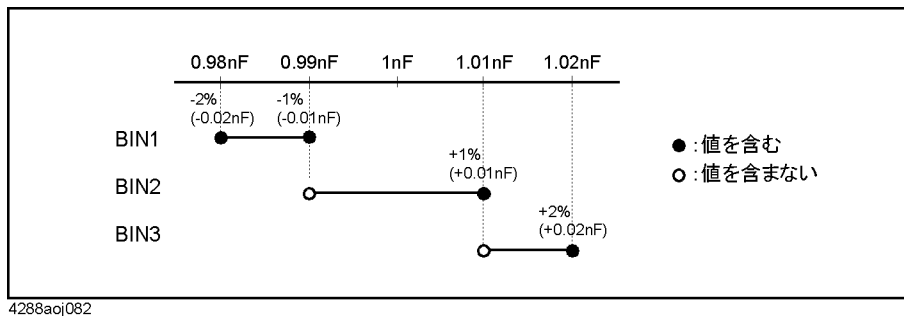 0.98nF 0.99nF 1nF 1.01nF 1.02nF
-2% -1%
(-0.02nF) (-0.01nF)
BIN1
+1%
(+0.01nF)
BIN2
+2%
(+0.02nF)
BIN3
● : 値を含む
○ : 値を含まない
4288aoj082